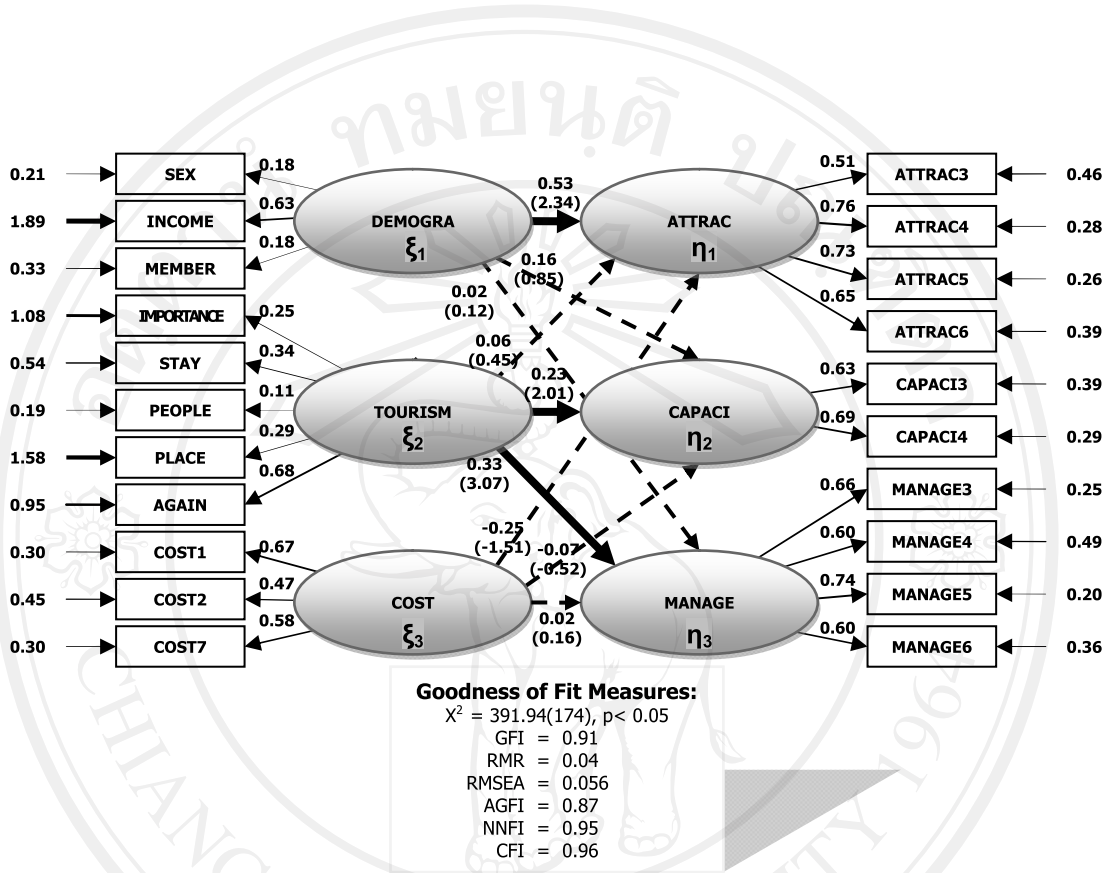 ทมยนฺติ
0.21 SEX 0.18
1.89 INCOME 0.63
0.33 MEMBER 0.18
1.08 IMPORTANCE 0.25
0.54 STAY 0.34
0.19 PEOPLE 0.11
1.58 PLACE 0.29
0.95 AGAIN 0.68
0.30 COST1 0.67
0.45 COST2 0.47
0.30 COST7 0.58
DEMOGRA
ξ1
TOURISM
ξ2
COST
ξ3
0.53
(2.34)
0.16
(0.85)
0.02
(0.12)
0.06
(0.45)
0.23
(2.01)
0.33
(3.07)
-0.25
(-1.51)
-0.07
(-0.52)
0.02
(0.16)
ATTRAC
η1
CAPACI
η2
MANAGE
η3
0.51 ATTRAC3 0.46
0.76 ATTRAC4 0.28
0.73 ATTRAC5 0.26
0.65 ATTRAC6 0.39
0.63 CAPACI3 0.39
0.69 CAPACI4 0.29
0.66 MANAGE3 0.25
0.60 MANAGE4 0.49
0.74 MANAGE5 0.20
0.60 MANAGE6 0.36
Goodness of Fit Measures:
X² = 391.94(174), p< 0.05
GFI = 0.91
RMR = 0.04
RMSEA = 0.056
AGFI = 0.87
NNFI = 0.95
CFI = 0.96
CHIANG
1964